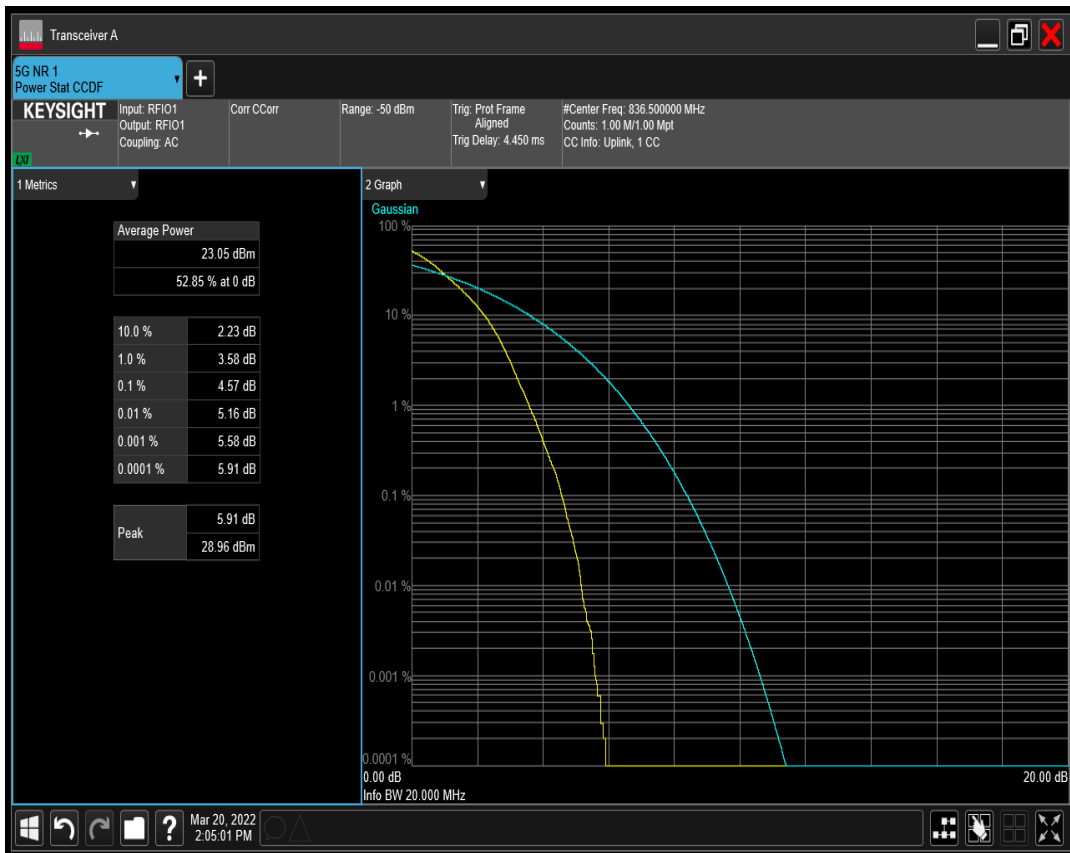 Transceiver A
5G NR 1
Power Stat CCDF
+
KEYSIGHT
LXI
Input: RFIO1
Output: RFIO1
Coupling: AC
Corr CCorr
Range: -50 dBm
Trig: Prot Frame
Aligned
Trig Delay: 4.450 ms
#Center Freq: 836.500000 MHz
Counts: 1.00 M/1.00 Mpt
CC Info: Uplink, 1 CC
1 Metrics
Average Power
23.05 dBm
52.85 % at 0 dB
10.0 % 2.23 dB
1.0 % 3.58 dB
0.1 % 4.57 dB
0.01 % 5.16 dB
0.001 % 5.58 dB
0.0001 % 5.91 dB
Peak
5.91 dB
28.96 dBm
2 Graph
Gaussian
100 %
10 %
1 %
0.1 %
0.01 %
0.001 %
0.0001 %
0.00 dB 20.00 dB
Info BW 20.000 MHz
?
Mar 20, 2022
2:05:01 PM